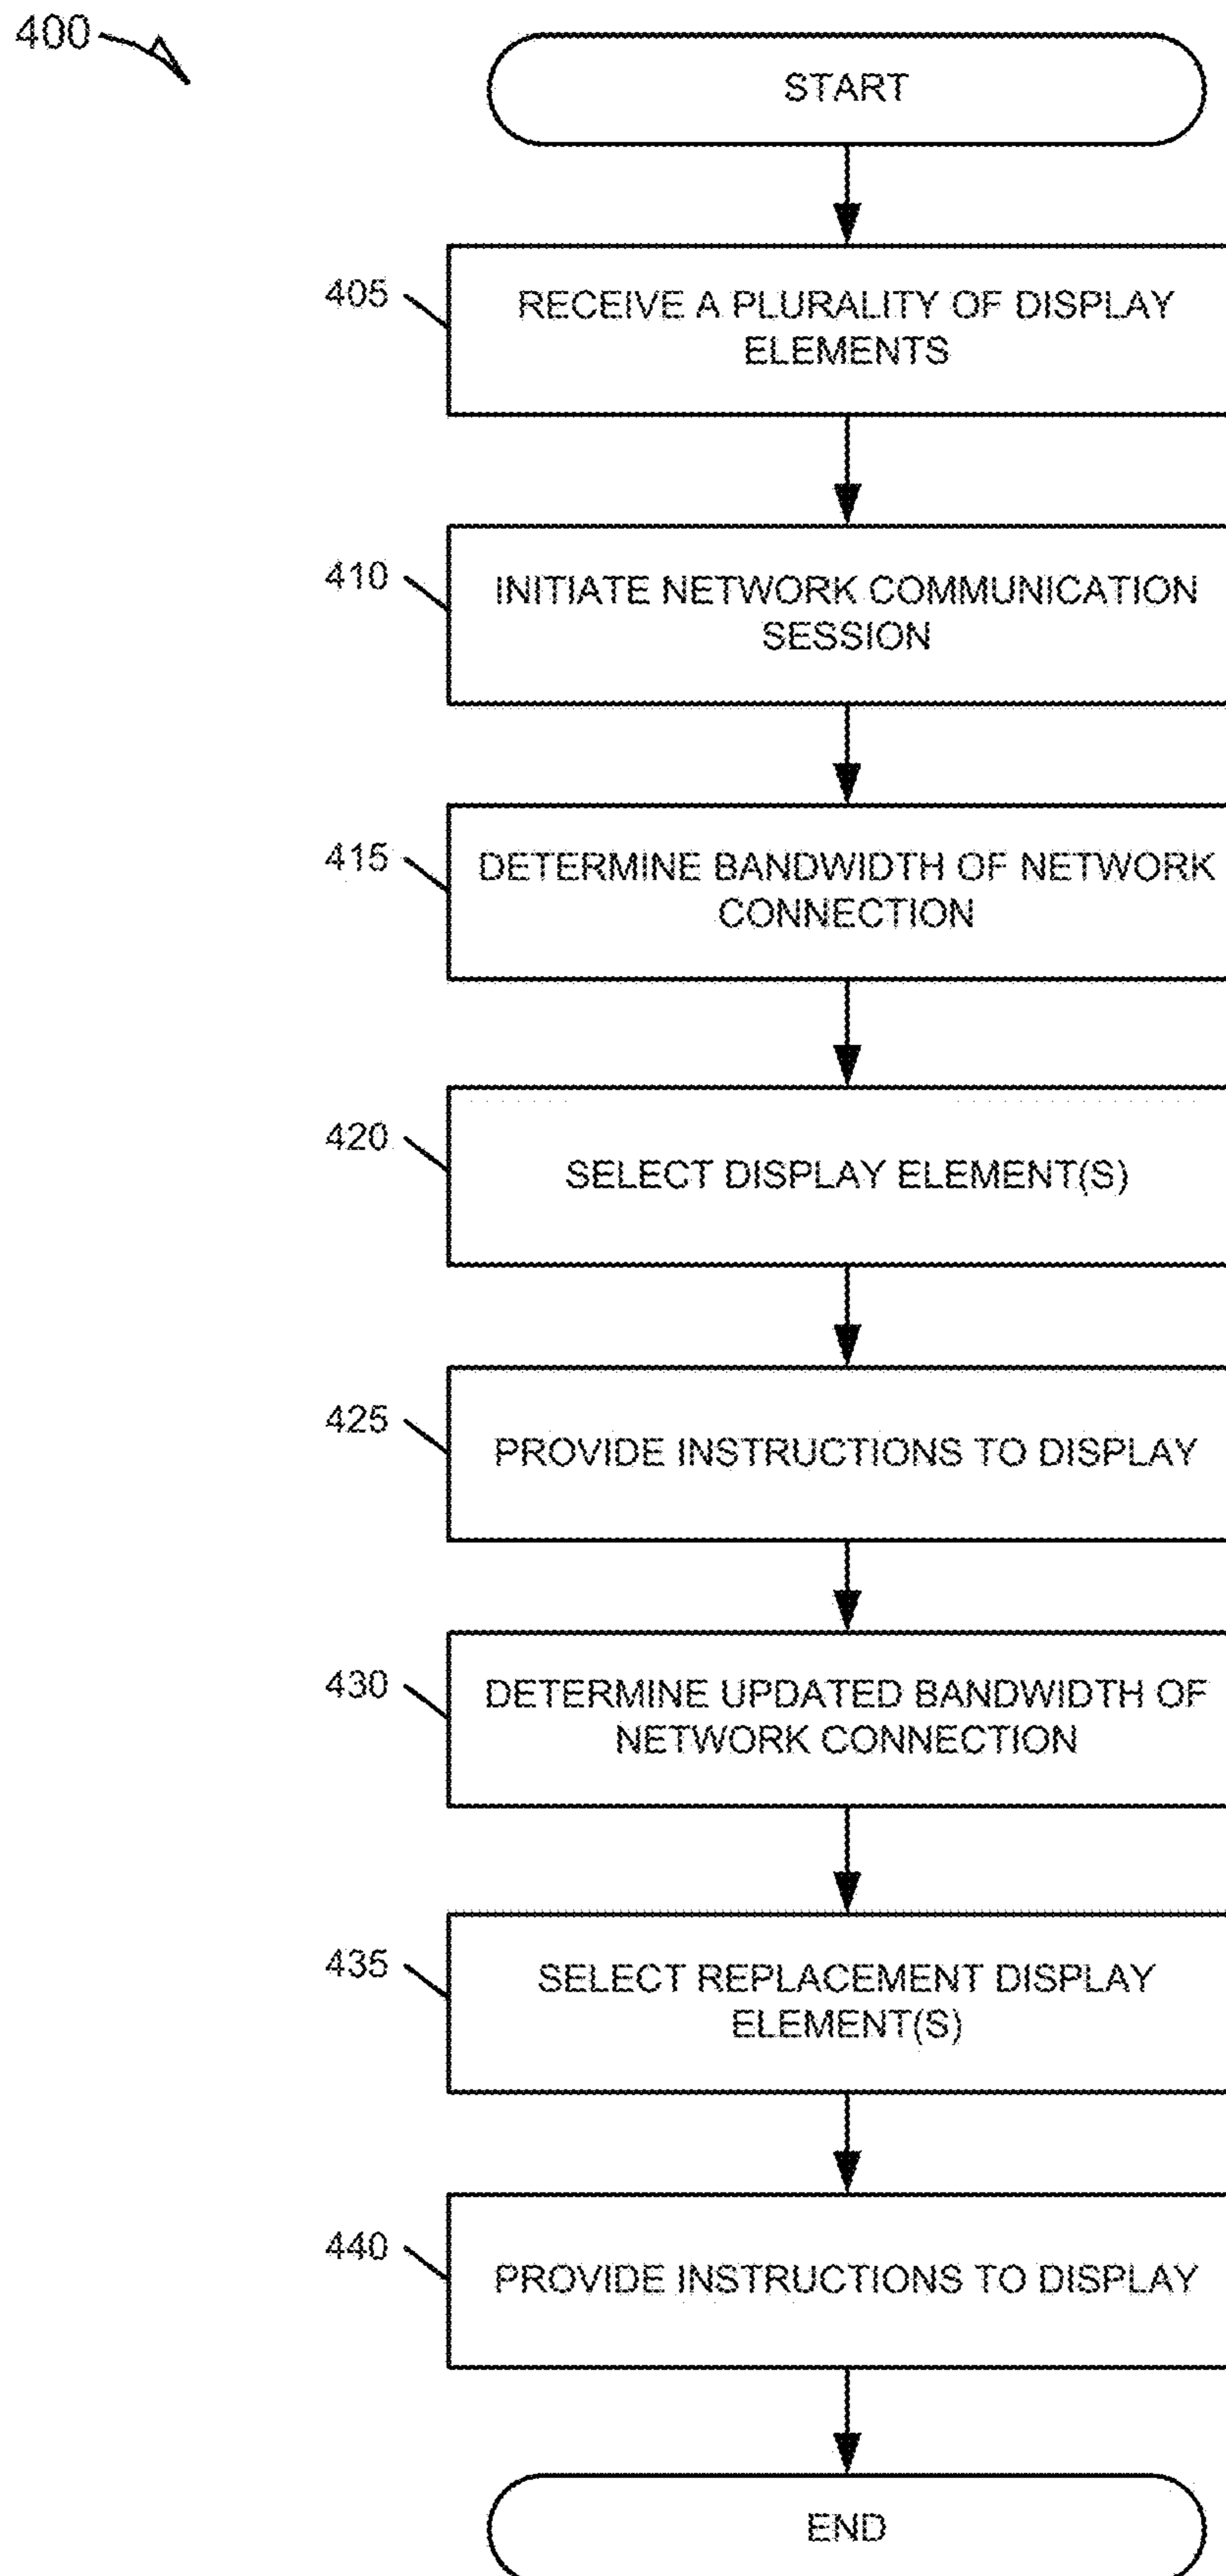 400
START
405
RECEIVE A PLURALITY OF DISPLAY
ELEMENTS
410
INITIATE NETWORK COMMUNICATION
SESSION
415
DETERMINE BANDWIDTH OF NETWORK
CONNECTION
420
SELECT DISPLAY ELEMENT(S)
425
PROVIDE INSTRUCTIONS TO DISPLAY
430
DETERMINE UPDATED BANDWIDTH OF
NETWORK CONNECTION
435
SELECT REPLACEMENT DISPLAY
ELEMENT(S)
440
PROVIDE INSTRUCTIONS TO DISPLAY
END